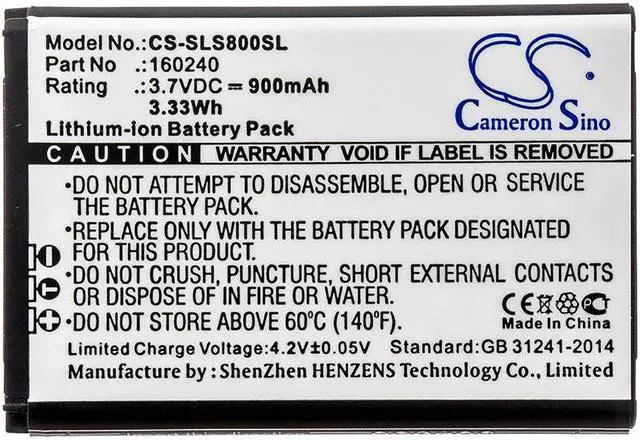 Model No.:CS-SLS800SL
Part No :160240
Rating :3.7VDC ⎓ 900mAh
3.33Wh
Lithium-ion Battery Pack
CS
Cameron Sino
CAUTION WARRANTY VOID IF LABEL IS REMOVED
•DO NOT ATTEMPT TO DISASSEMBLE, OPEN OR SERVICE
THE BATTERY PACK.
•REPLACE ONLY WITH THE BATTERY PACK DESIGNATED
FOR THIS DEVICE.
•DO NOT CRUSH, PUNCTURE, SHORT EXTERNAL CONTACTS
OR DISPOSE OF IN FIRE OR WATER.
•DO NOT STORE ABOVE 60°C (140°F).
CE
Made In China
Limited Charge Voltage:4.2V±0.05V Standard:GB 31241-2014
Manufacturer: ShenZhen HENZENS Technology Co., Limited